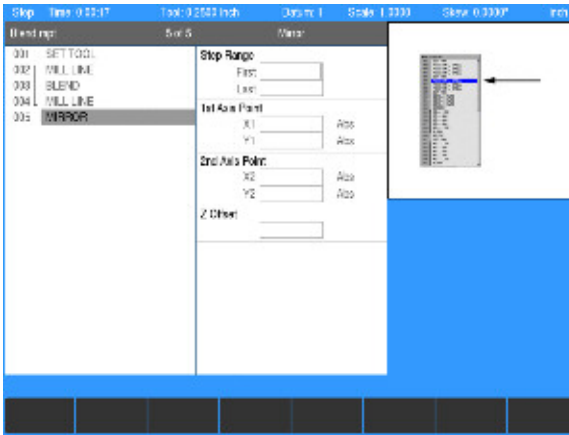 Stop Time: 0:00:17 Tool: 0.2500 Inch Datum: 1 Scale: 1.0000 Skew: 0.0000° Inch
Blend.mpt 5 of 5 Mirror
001 SET TOOL
002 MILL LINE
003 BLEND
004 MILL LINE
005 MIRROR
Step Range
First
Last
1st Axis Point
X1 Abs
Y1 Abs
2nd Axis Point
X2 Abs
Y2 Abs
Z Offset